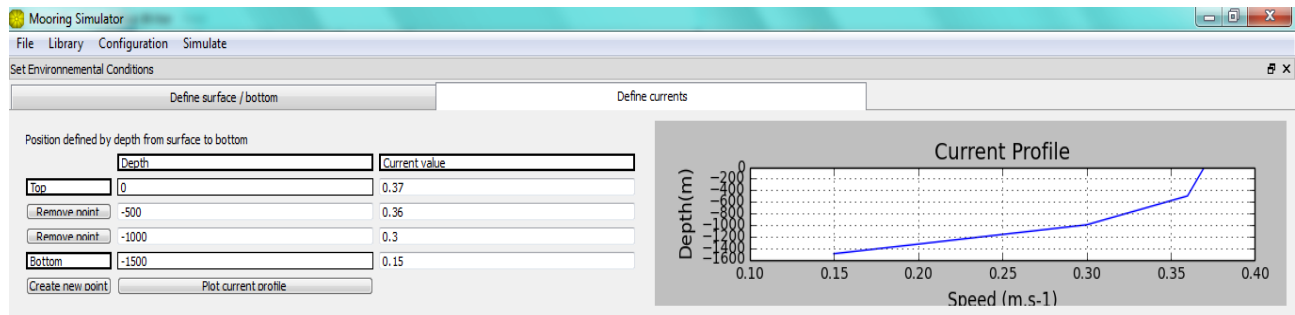 Mooring Simulator
File Library Configuration Simulate
Set Environnemental Conditions
Define surface / bottom
Define currents
Position defined by depth from surface to bottom
Depth Current value
Top 0 0.37
Remove point -500 0.36
Remove point -1000 0.3
Bottom -1500 0.15
Create new point Plot current profile
Current Profile
Depth(m)
0
−200
−400
−600
−800
−1000
−1200
−1400
−1600
0.10 0.15 0.20 0.25 0.30 0.35 0.40
Speed (m.s-1)